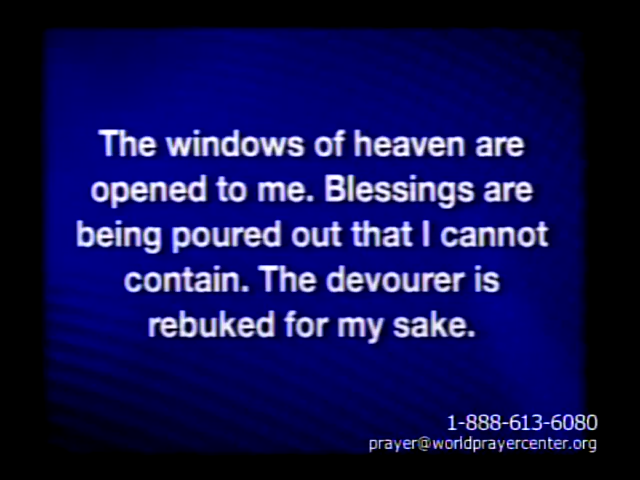 The windows of heaven are
opened to me. Blessings are
being poured out that I cannot
contain. The devourer is
rebuked for my sake.
1-888-613-6080
prayer@worldprayercenter.org